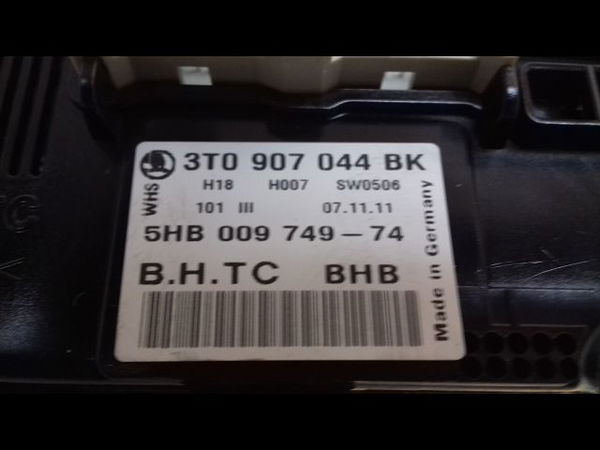 3T0 907 044 BK
WHS
H18 H007 SW0506
101 III 07.11.11
5HB 009 749-74
B.H.TC BHB
Made in Germany